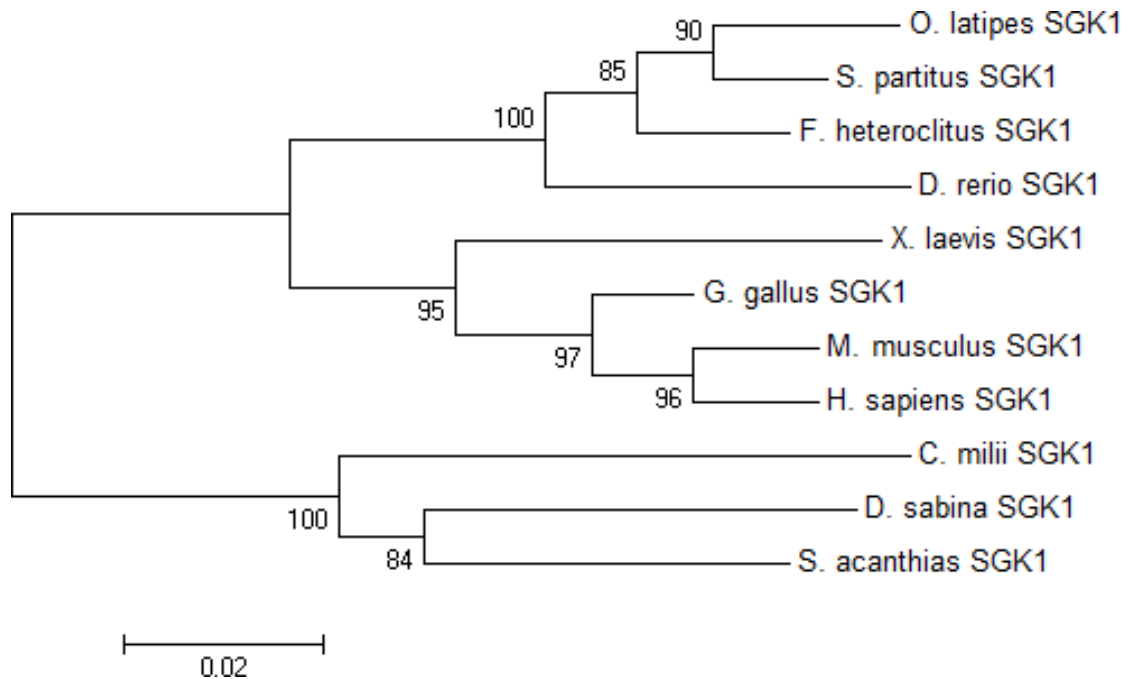 90
O. latipes SGK1
85
S. partitus SGK1
100
F. heteroclitus SGK1
D. rerio SGK1
X. laevis SGK1
95
G. gallus SGK1
97
M. musculus SGK1
96
H. sapiens SGK1
C. milii SGK1
100
D. sabina SGK1
84
S. acanthias SGK1
0.02